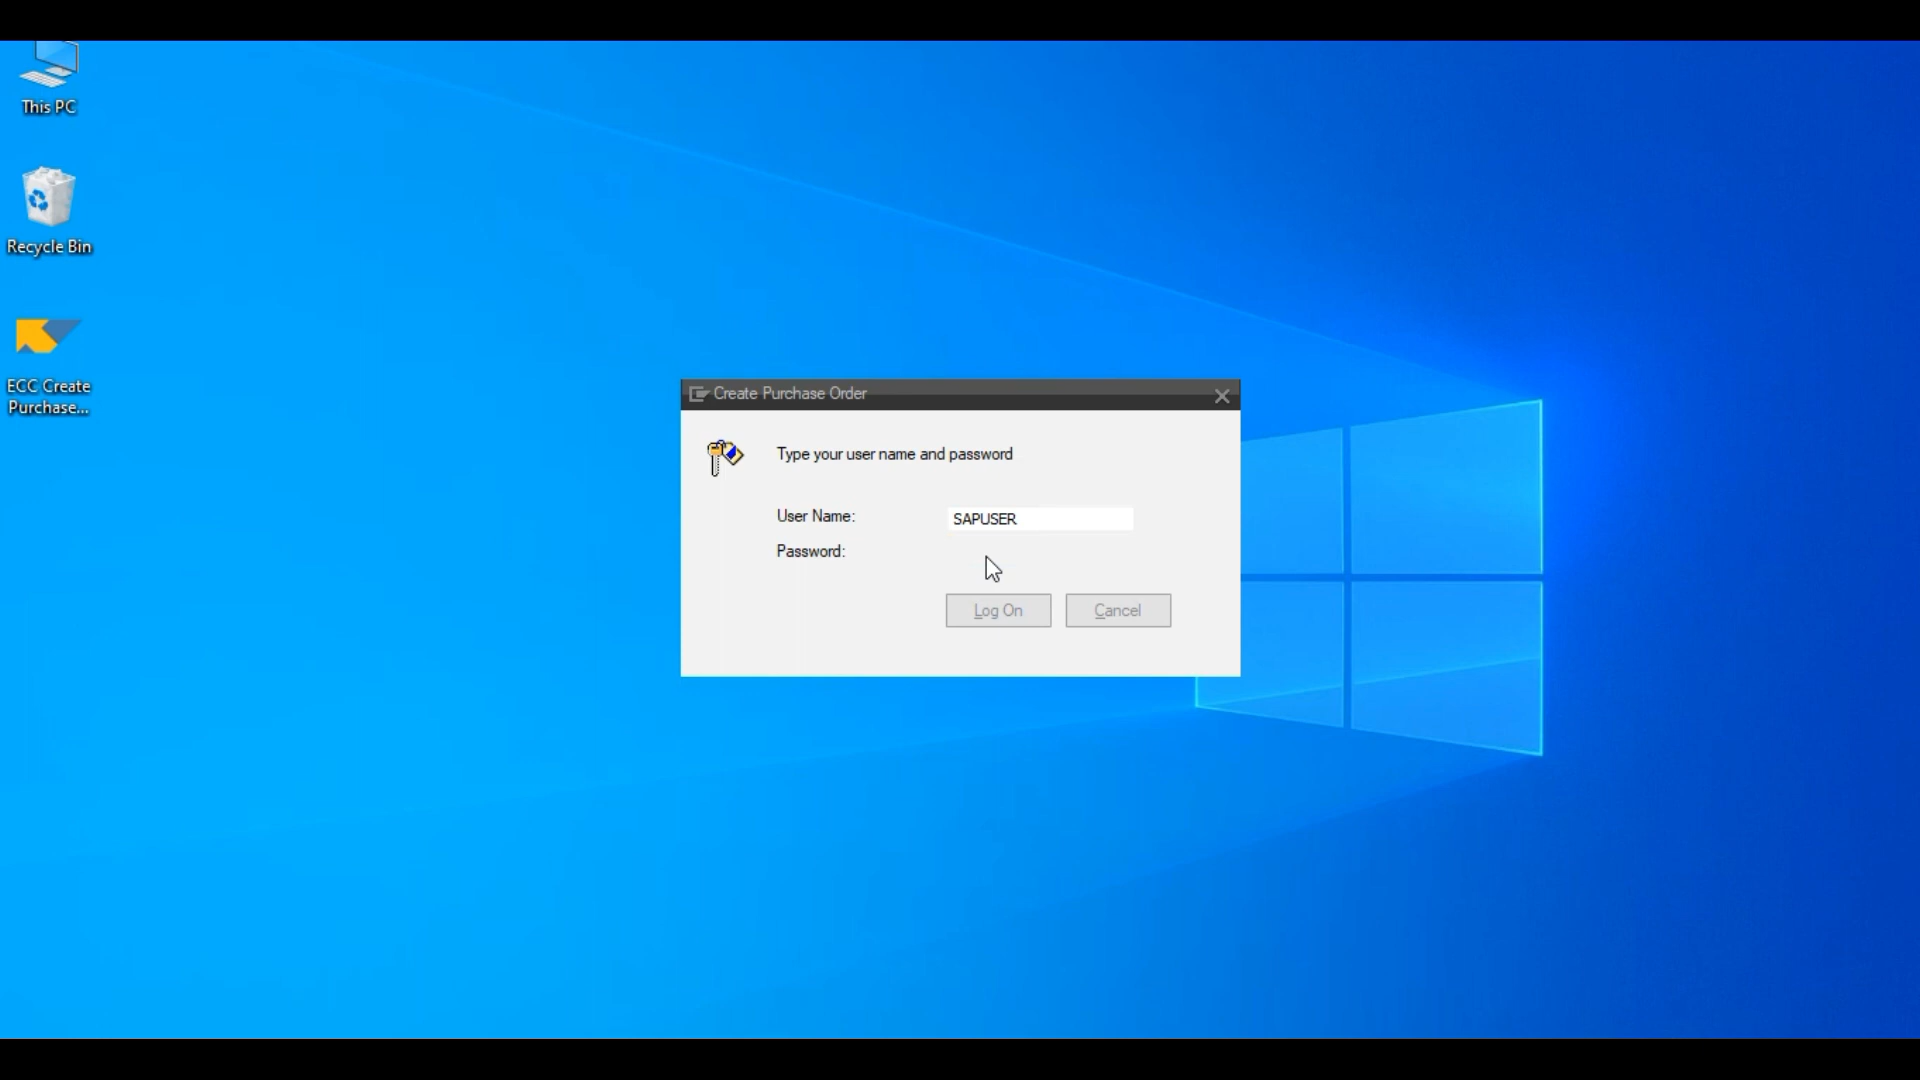 This PC
Recycle Bin
ECC Create
Purchase...
Create Purchase Order
Type your user name and password
User Name:
SAPUSER
Password:
Log On
Cancel